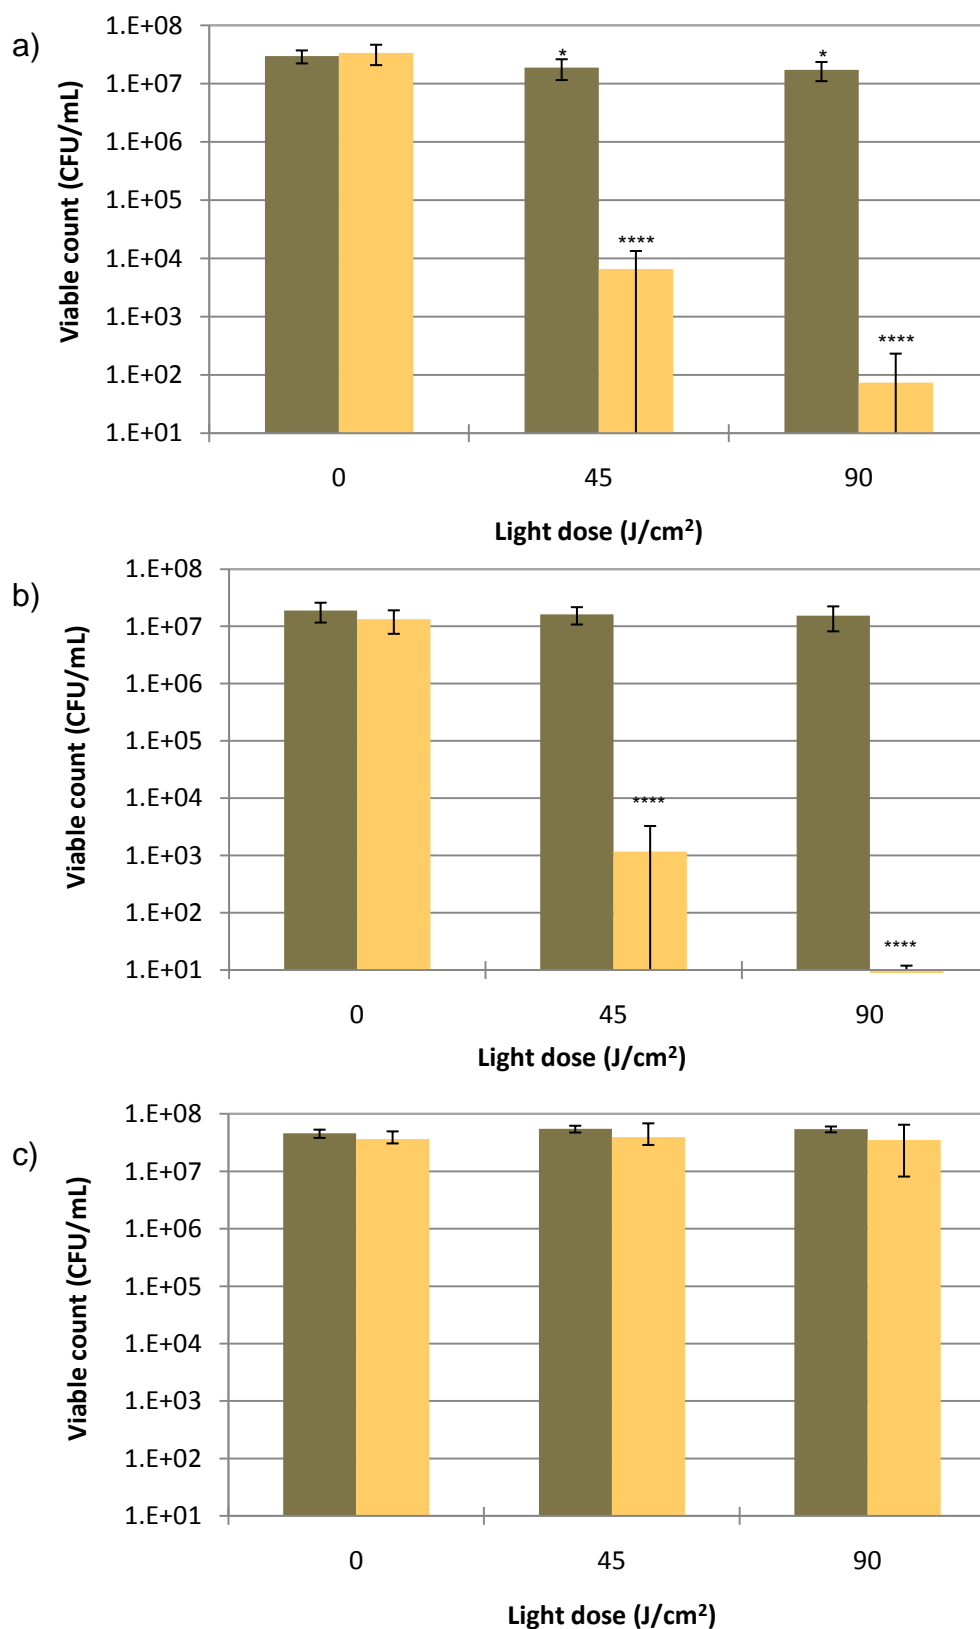 a)
Viable count (CFU/mL)
1.E+08
1.E+07
1.E+06
1.E+05
1.E+04
1.E+03
1.E+02
1.E+01
*
*
****
****
0 45 90
Light dose (J/cm²)
b)
Viable count (CFU/mL)
1.E+08
1.E+07
1.E+06
1.E+05
1.E+04
1.E+03
1.E+02
1.E+01
****
****
0 45 90
Light dose (J/cm²)
c)
Viable count (CFU/mL)
1.E+08
1.E+07
1.E+06
1.E+05
1.E+04
1.E+03
1.E+02
1.E+01
0 45 90
Light dose (J/cm²)